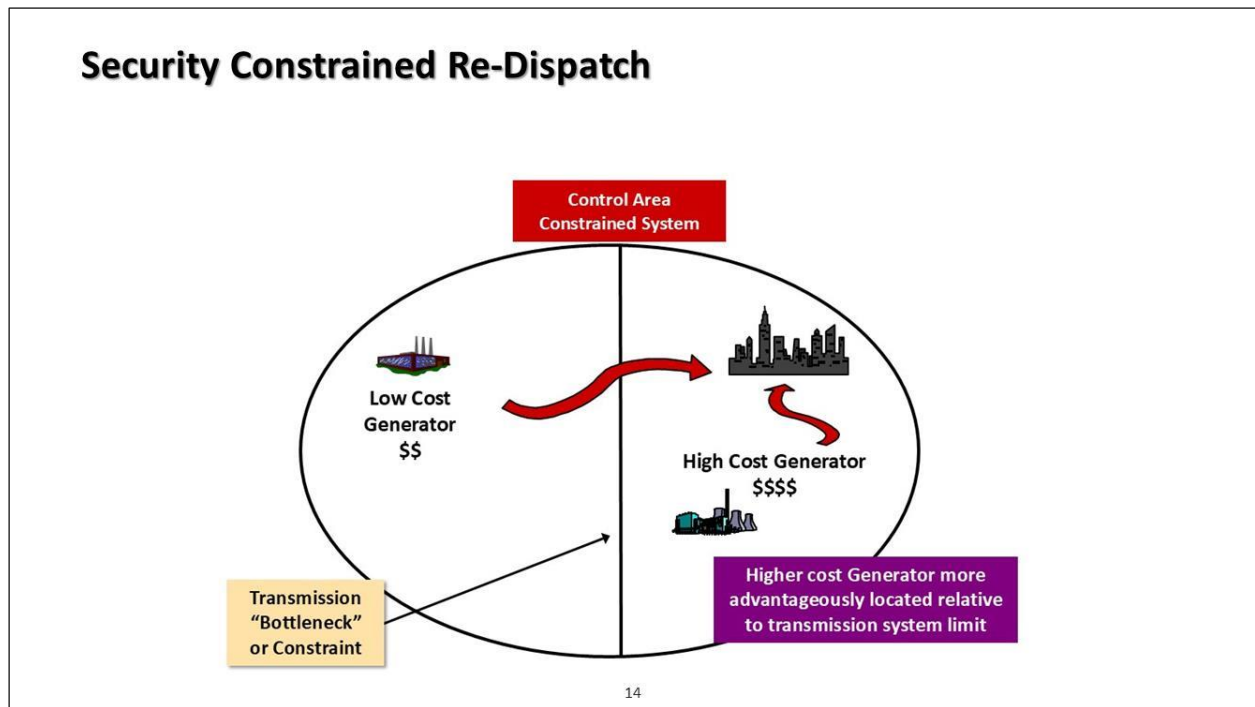 Security Constrained Re-Dispatch
Control Area
Constrained System
Low Cost
Generator
$$
High Cost Generator
$$$$
Transmission
“Bottleneck”
or Constraint
Higher cost Generator more
advantageously located relative
to transmission system limit
14